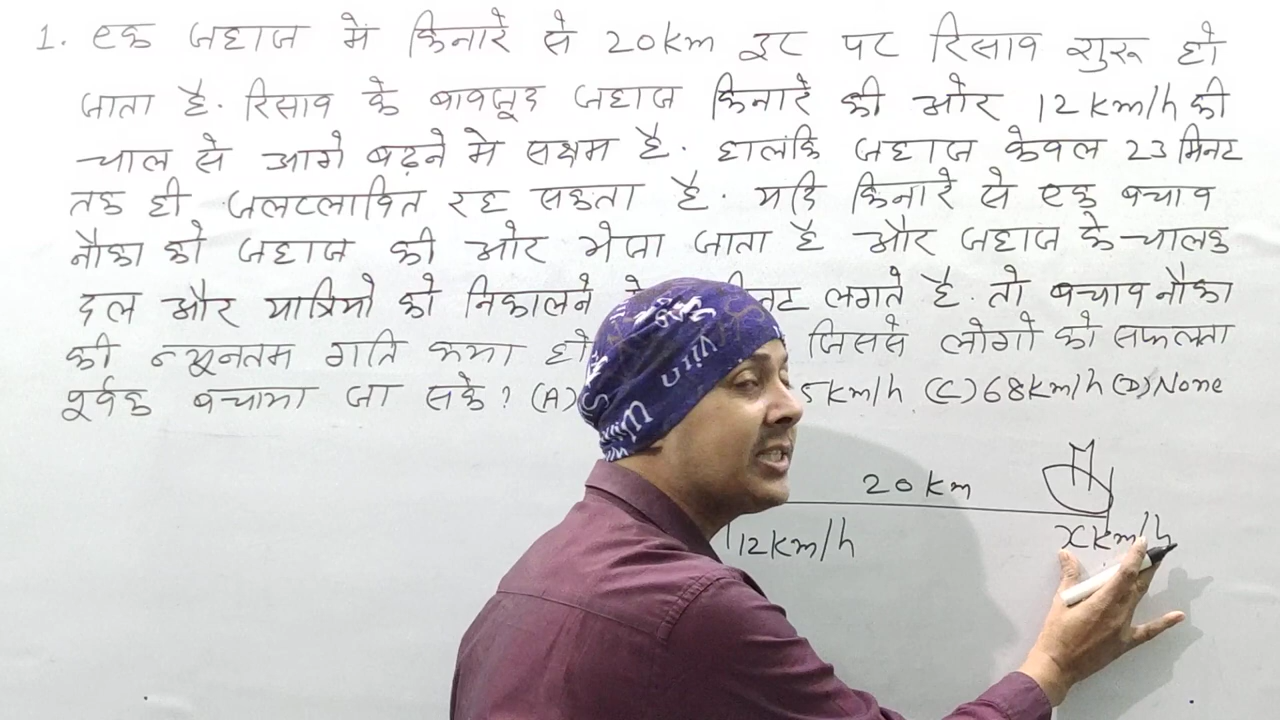 1. एक जहाज में किनारे से 20km दूर पर रिसाव शुरू हो
जाता है. रिसाव के बावजूद जहाज किनारे की ओर 12km/h की
चाल से आगे बढ़ने मे सक्षम है. हालंकि जहाज केवल 23 मिनट
तक ही जलप्लावित रह सकता है. यदि किनारे से एक बचाव
नौका को जहाज की ओर भेजा जाता है और जहाज के चालक
दल और यात्रियो को निकालने लगते है. तो बचाव नौका
की न्यूनतम गति क्या जिससे लोगो को सफलता
पूर्वक बचाया जा सके? (A) 5km/h (C) 68km/h (D) None
20km
12km/h xkm/h